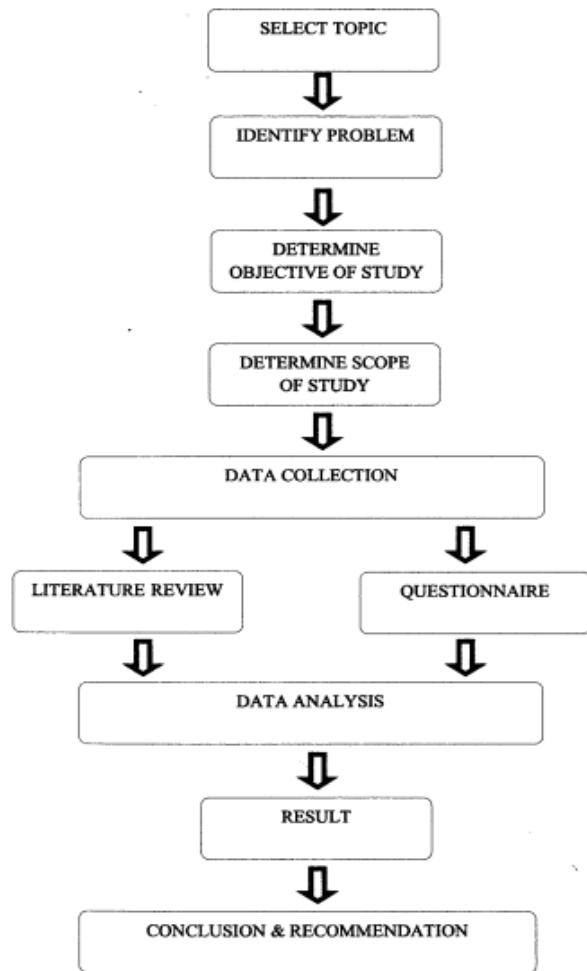 SELECT TOPIC
IDENTIFY PROBLEM
DETERMINE
OBJECTIVE OF STUDY
DETERMINE SCOPE
OF STUDY
DATA COLLECTION
LITERATURE REVIEW
QUESTIONNAIRE
DATA ANALYSIS
RESULT
CONCLUSION & RECOMMENDATION